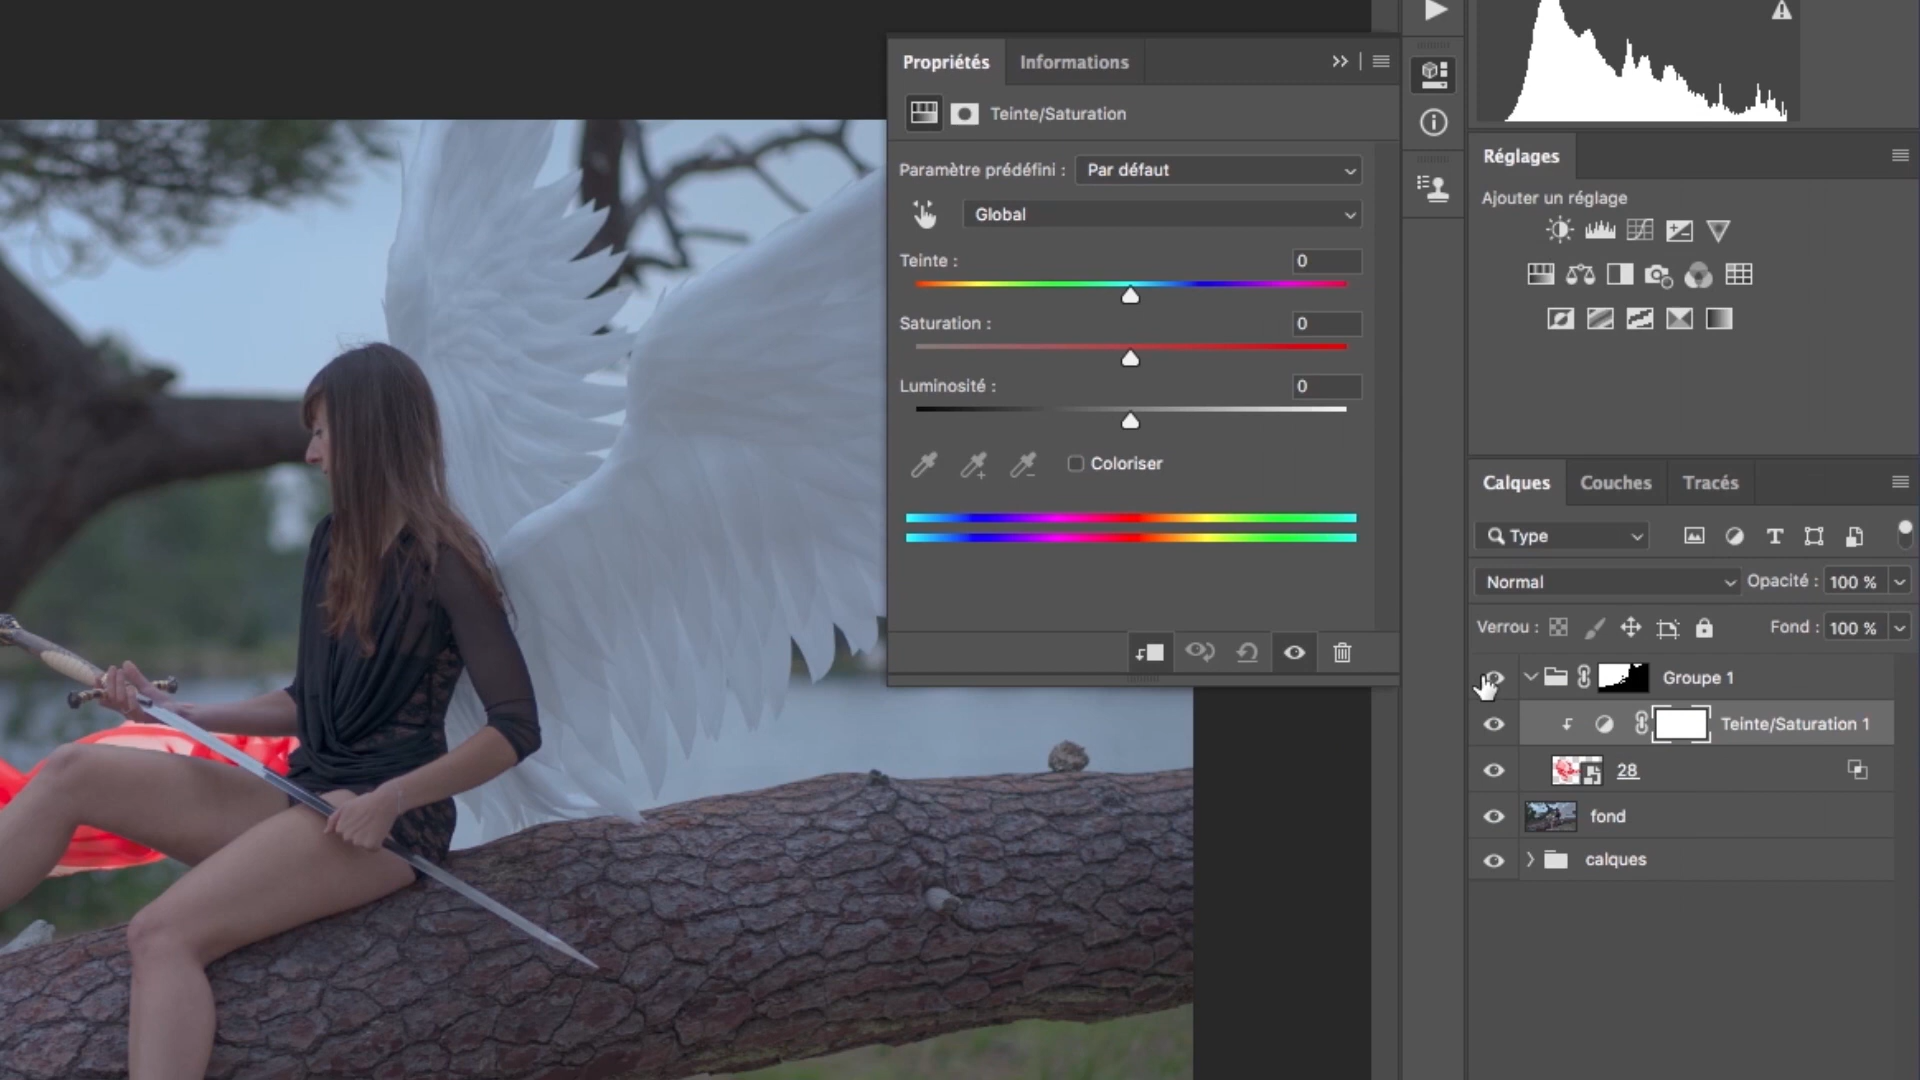 Propriétés
Informations
Teinte/Saturation
Paramètre prédéfini :
Par défaut
Global
Teinte :
0
Saturation :
0
Luminosité :
0
Coloriser
Réglages
Ajouter un réglage
Calques
Couches
Tracés
Type
Normal
Opacité :
100 %
Verrou :
Fond :
100 %
Groupe 1
Teinte/Saturation 1
28
fond
calques